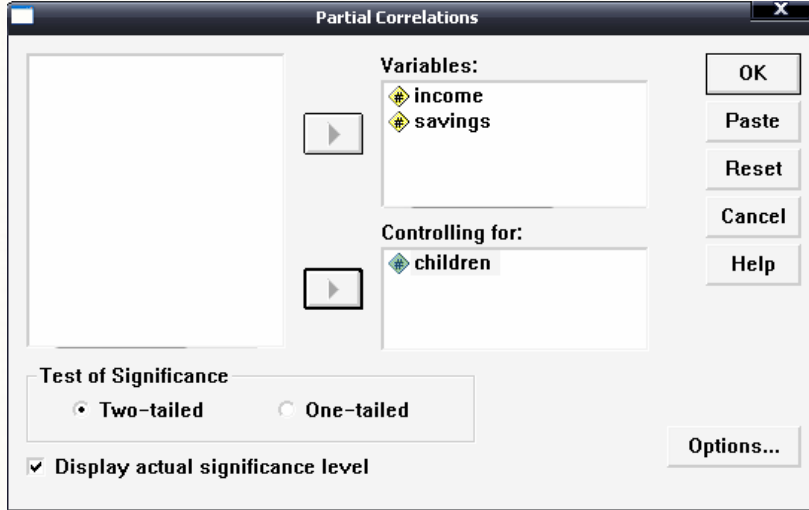 Partial Correlations
X
Variables:
# income
# savings
Controlling for:
# children
OK
Paste
Reset
Cancel
Help
Test of Significance
Two-tailed
One-tailed
Display actual significance level
Options...